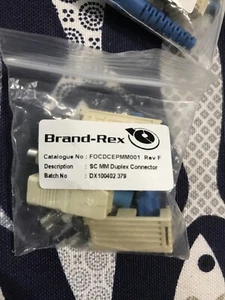 Brand-Rex
Catalogue No : FOCDCEPMM001 Rev F
Description : SC MM Duplex Connector
Batch No : DX100402 379